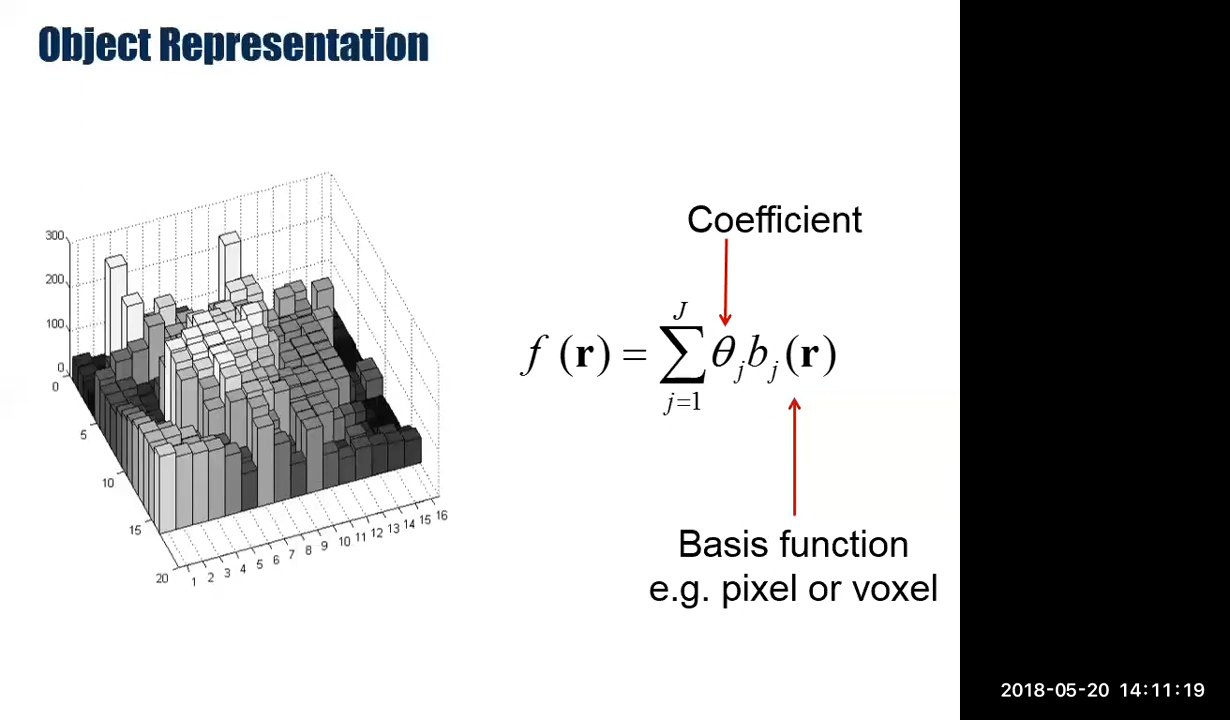 Object Representation
300
200
100
0
0
5
10
15
20
1 2 3 4 5 6 7 8 9 10 11 12 13 14 15 16
Coefficient
f (r) = ∑_{j=1}^{J} θ_j b_j (r)
Basis function
e.g. pixel or voxel
2018-05-20 14:11:19